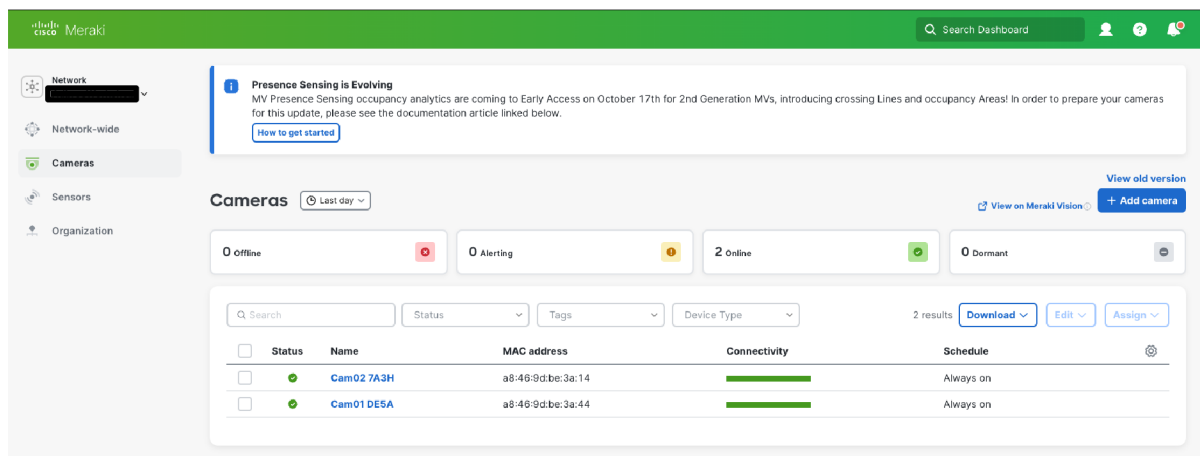 cisco Meraki
Search Dashboard
Network
Network-wide
Cameras
Sensors
Organization
Presence Sensing is Evolving
MV Presence Sensing occupancy analytics are coming to Early Access on October 17th for 2nd Generation MVs, introducing crossing Lines and occupancy Areas! In order to prepare your cameras
for this update, please see the documentation article linked below.
How to get started
View old version
Cameras Last day
View on Meraki Vision + Add camera
0 Offline 0 Alerting 2 Online 0 Dormant
Search Status Tags Device Type 2 results Download Edit Assign
Status Name MAC address Connectivity Schedule
Cam02 7A3H a8:46:9d:be:3a:14 Always on
Cam01 DE5A a8:46:9d:be:3a:44 Always on